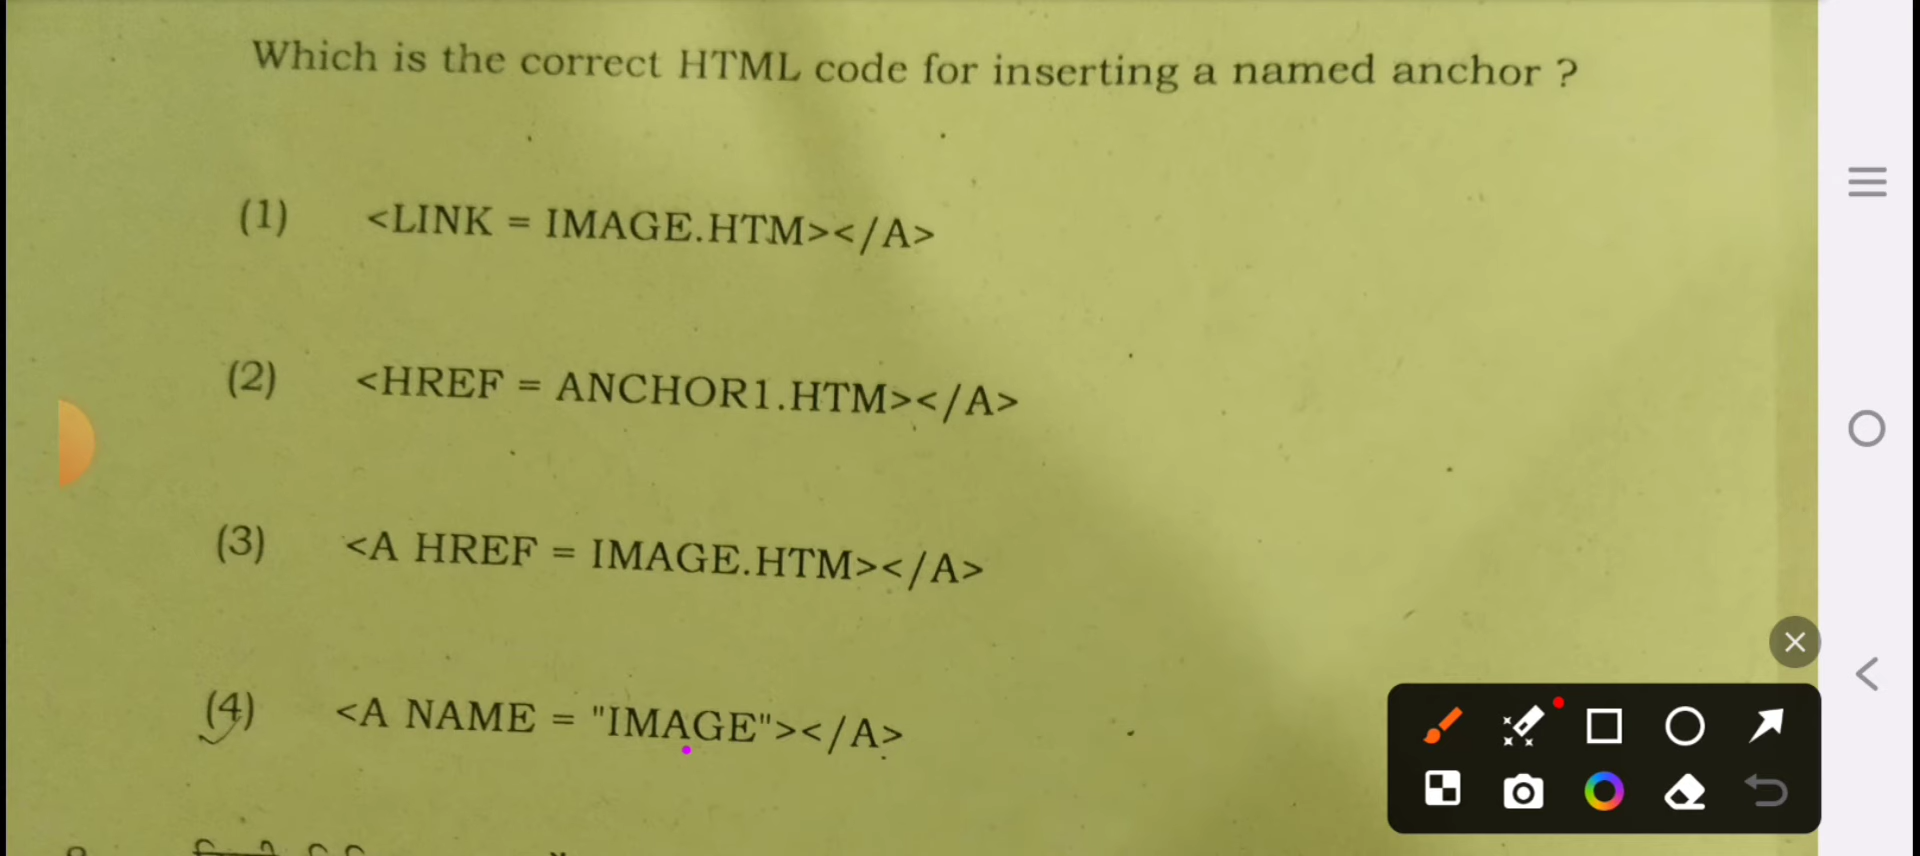 Which is the correct HTML code for inserting a named anchor ?
(1) <LINK = IMAGE.HTM></A>
(2) <HREF = ANCHOR1.HTM></A>
(3) <A HREF = IMAGE.HTM></A>
(4) <A NAME = "IMAGE"></A>